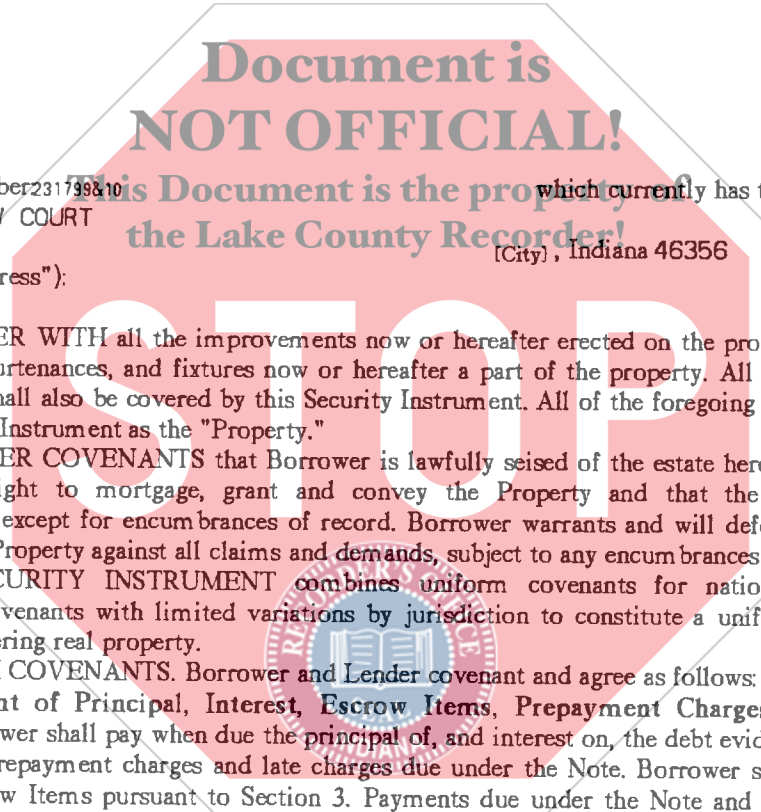 Document is
NOT OFFICIAL!
This Document is the property of
the Lake County Recorder!
ber231799&10 which currently has t
COURT
[City] , Indiana 46356
ress"):
STOP
ER WITH all the improvements now or hereafter erected on the pro
urtenances, and fixtures now or hereafter a part of the property. All
hall also be covered by this Security Instrument. All of the foregoing
Instrument as the "Property."
ER COVENANTS that Borrower is lawfully seised of the estate here
ight to mortgage, grant and convey the Property and that the
except for encumbrances of record. Borrower warrants and will def
Property against all claims and demands, subject to any encumbrances
CURITY INSTRUMENT combines uniform covenants for natio
venants with limited variations by jurisdiction to constitute a unif
ering real property.
COVENANTS. Borrower and Lender covenant and agree as follows:
nt of Principal, Interest, Escrow Items, Prepayment Charges
wer shall pay when due the principal of, and interest on, the debt evid
repayment charges and late charges due under the Note. Borrower s
w Items pursuant to Section 3. Payments due under the Note and